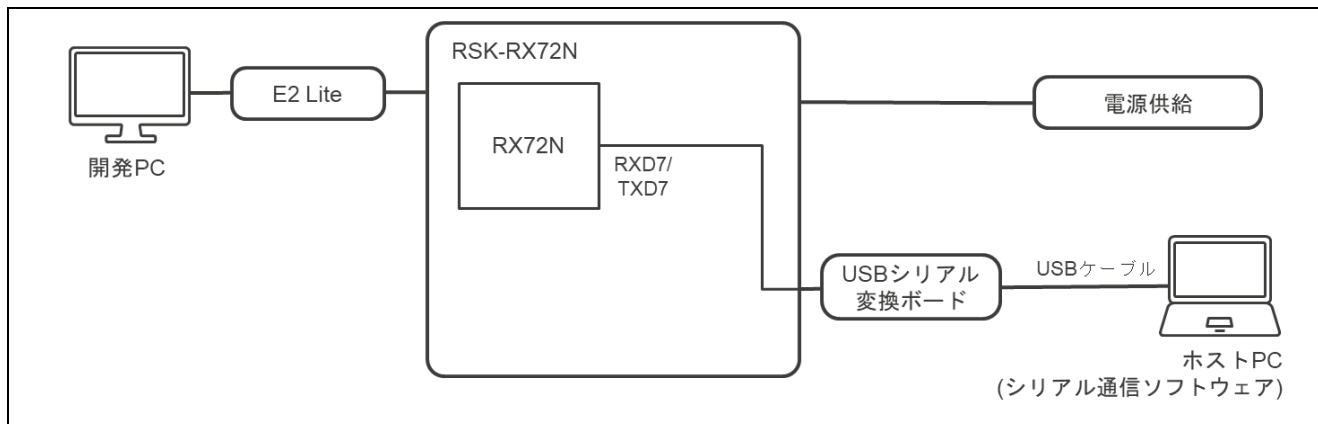 RSK-RX72N
E2 Lite
RX72N
電源供給
開発PC
RXD7/
TXD7
USBシリアル
変換ボード
USBケーブル
ホストPC
(シリアル通信ソフトウェア)